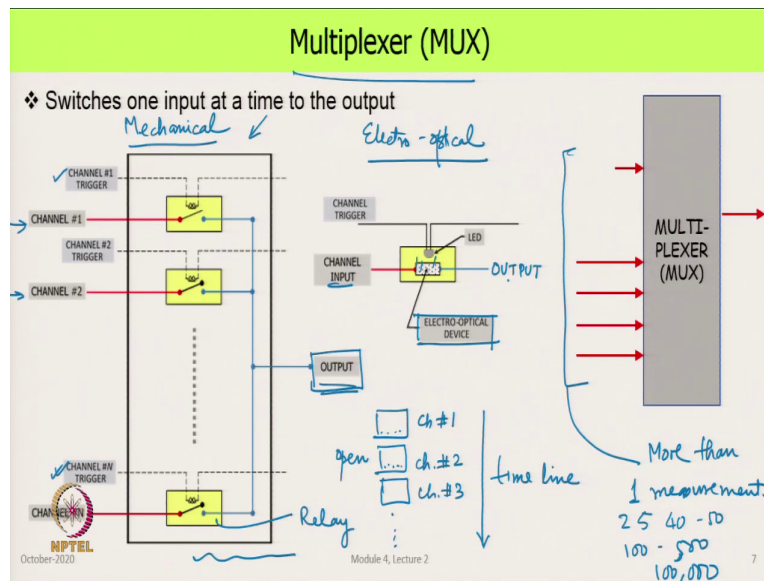 Multiplexer (MUX)
❖ Switches one input at a time to the output
Mechanical
Electro-optical
CHANNEL #1
TRIGGER
CHANNEL #1
CHANNEL #2
TRIGGER
CHANNEL #2
CHANNEL #N
TRIGGER
OUTPUT
Relay
CHANNEL
TRIGGER
LED
CHANNEL
INPUT
OUTPUT
ELECTRO-OPTICAL
DEVICE
ch #1
open ch. #2
ch. #3
time line
MULTI-
PLEXER
(MUX)
More than
1 measurement
25 40-50
100 - 500
100,000
NPTEL
October-2020
Module 4, Lecture 2
7